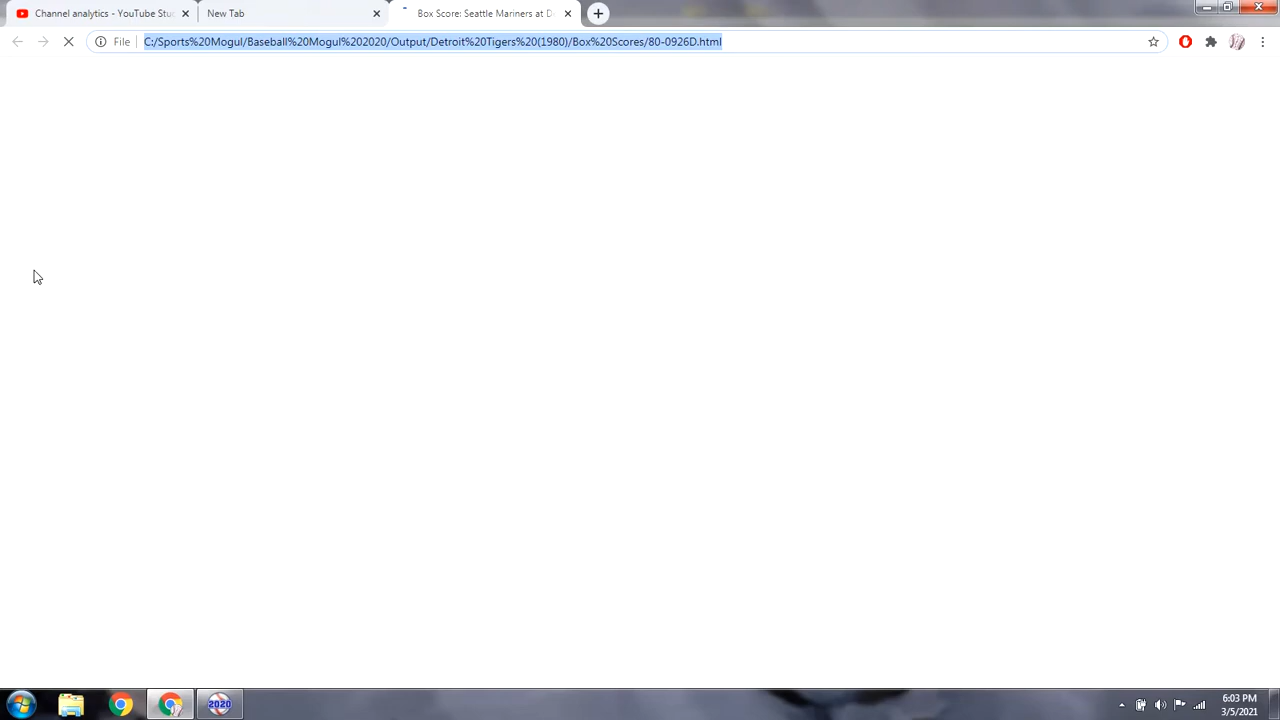 Channel analytics - YouTube Stu
New Tab
Box Score: Seattle Mariners at D
File
C:/Sports%20Mogul/Baseball%20Mogul%202020/Output/Detroit%20Tigers%20(1980)/Box%20Scores/80-0926D.html
2020
6:03 PM
3/5/2021